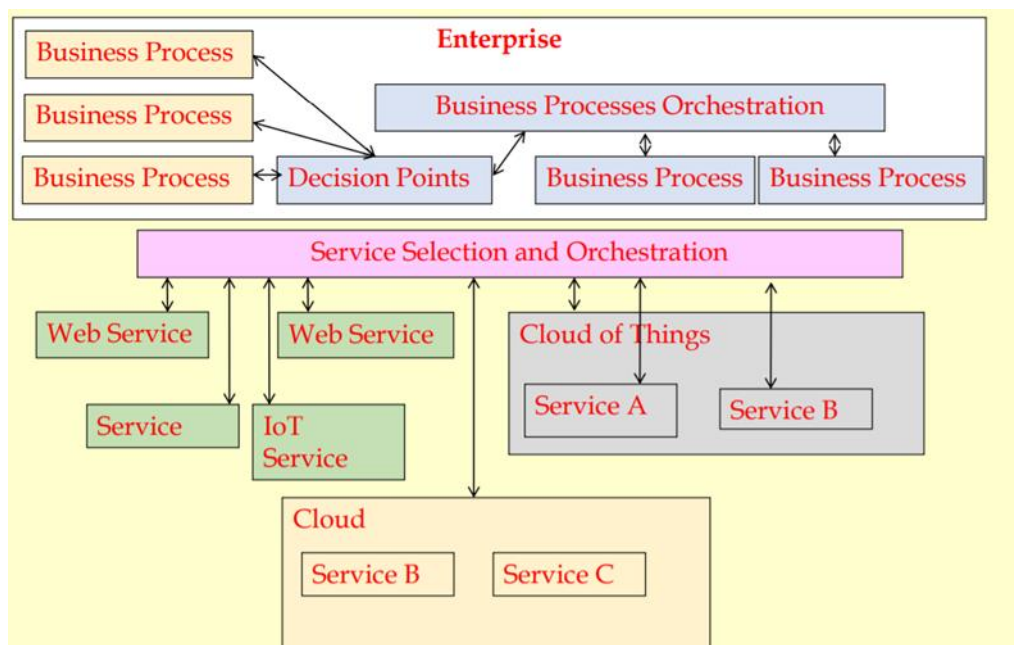 Enterprise
Business Process
Business Processes Orchestration
Business Process
Business Process
Decision Points
Business Process
Business Process
Service Selection and Orchestration
Web Service
Web Service
Cloud of Things
Service A
Service B
Service
IoT
Service
Cloud
Service B
Service C